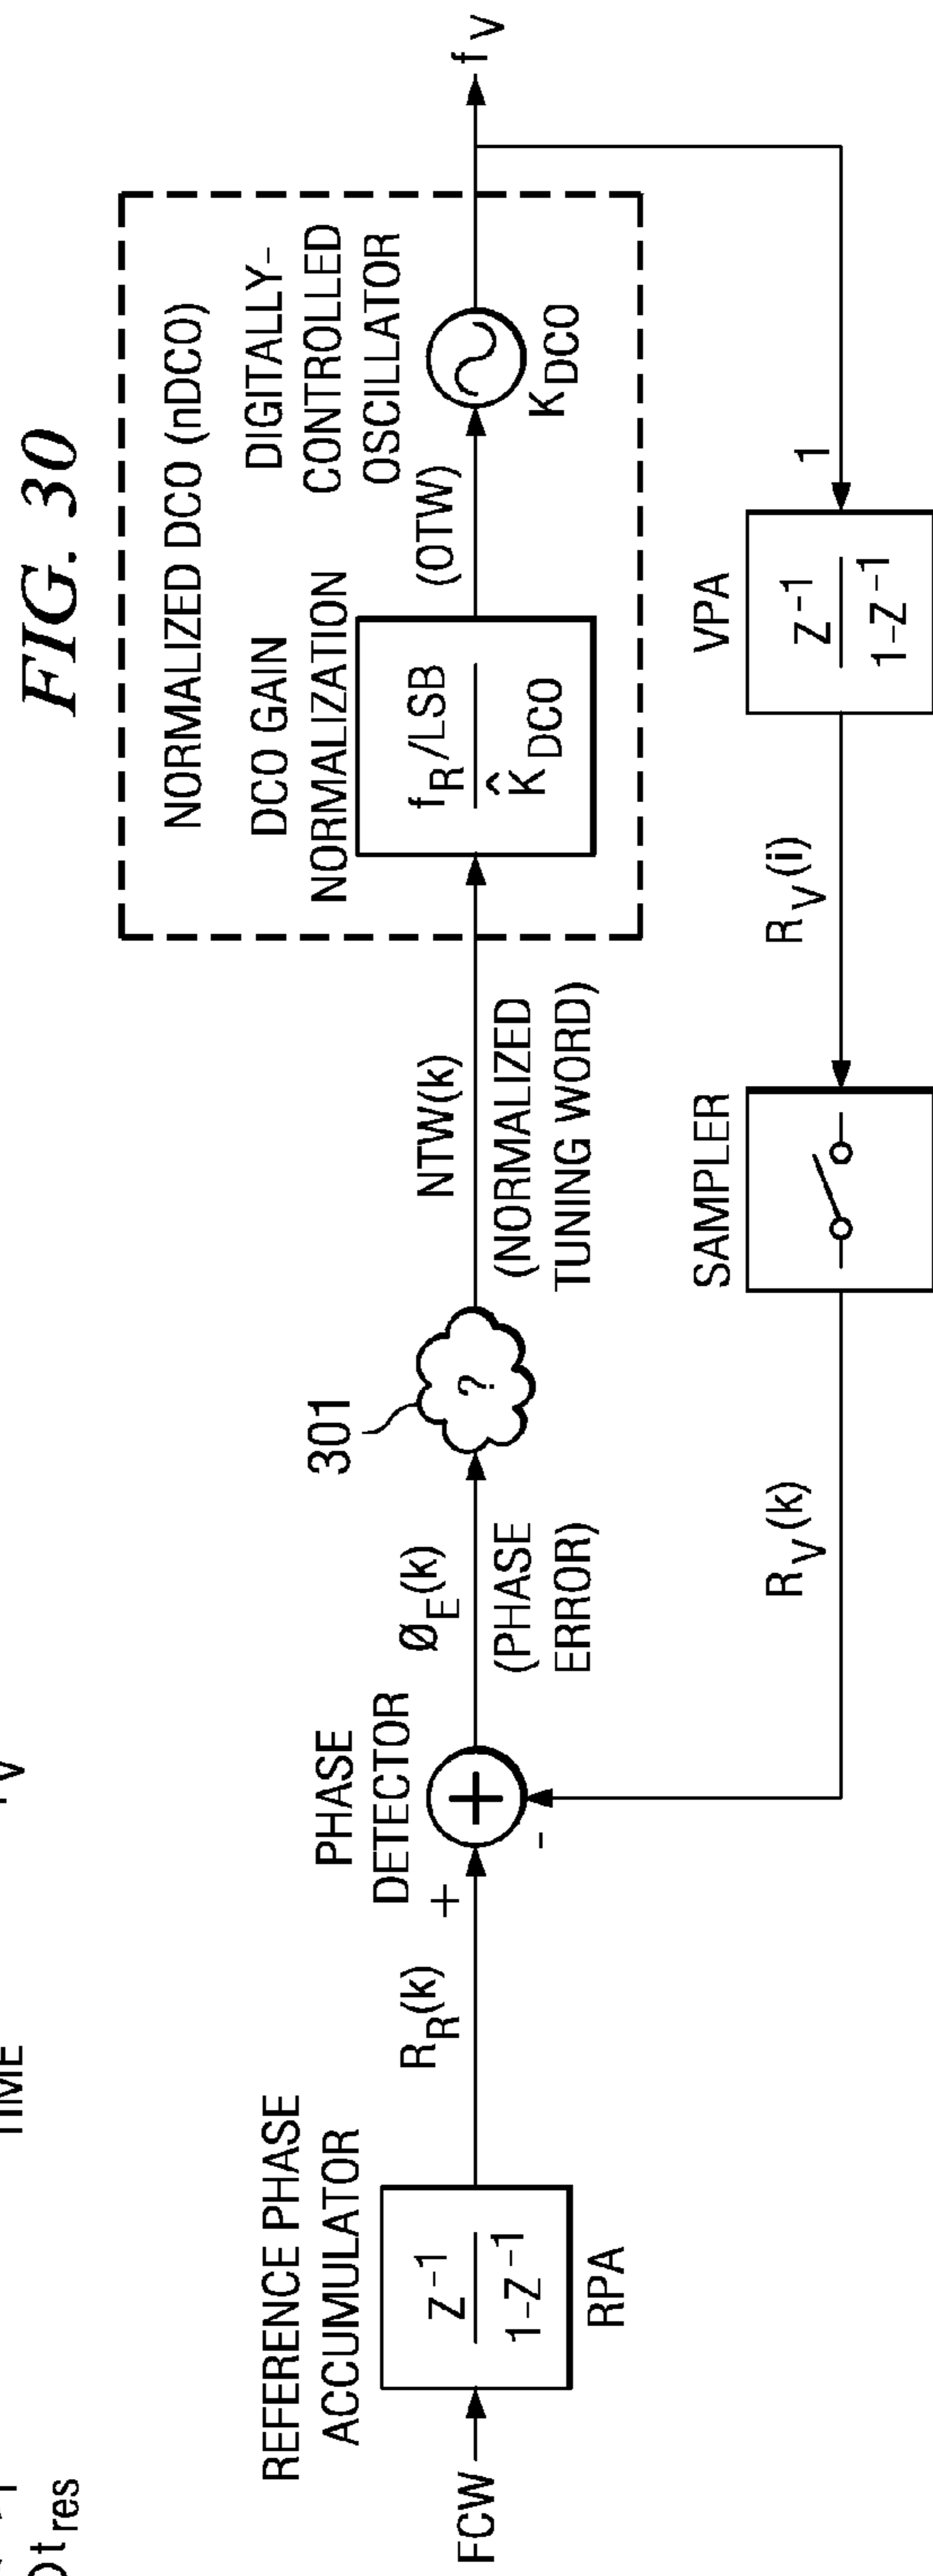 FIG. 30
TIME
t res
V
NORMALIZED DCO (nDCO)
DCO GAIN
NORMALIZATION
f_R/LSB
K̂_DCO
(OTW)
DIGITALLY-
CONTROLLED
OSCILLATOR
K_DCO
f_V
REFERENCE PHASE
ACCUMULATOR
FCW
Z^-1
1-Z^-1
RPA
R_R(k)
+
-
PHASE
DETECTOR
+
Ø_E(k)
(PHASE
ERROR)
301
?
NTW(k)
(NORMALIZED
TUNING WORD)
1
VPA
Z^-1
1-Z^-1
R_V(i)
SAMPLER
R_V(k)